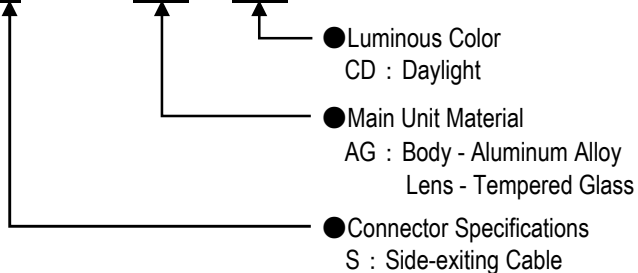 ●Luminous Color
CD : Daylight
●Main Unit Material
AG : Body - Aluminum Alloy
Lens - Tempered Glass
●Connector Specifications
S : Side-exiting Cable